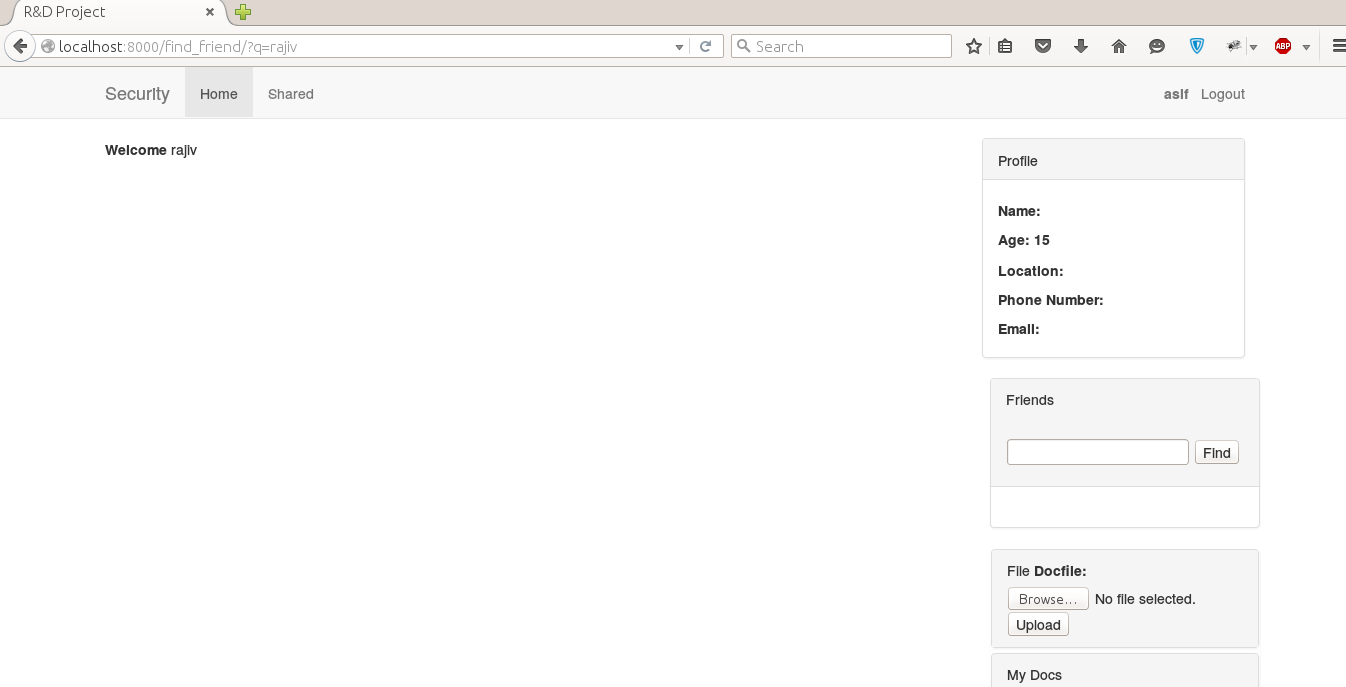 R&D Project
localhost:8000/find_friend/?q=rajiv
Search
ABP
Security Home Shared asif Logout
Welcome rajiv
Profile
Name:
Age: 15
Location:
Phone Number:
Email:
Friends
Find
File Docfile:
Browse... No file selected.
Upload
My Docs